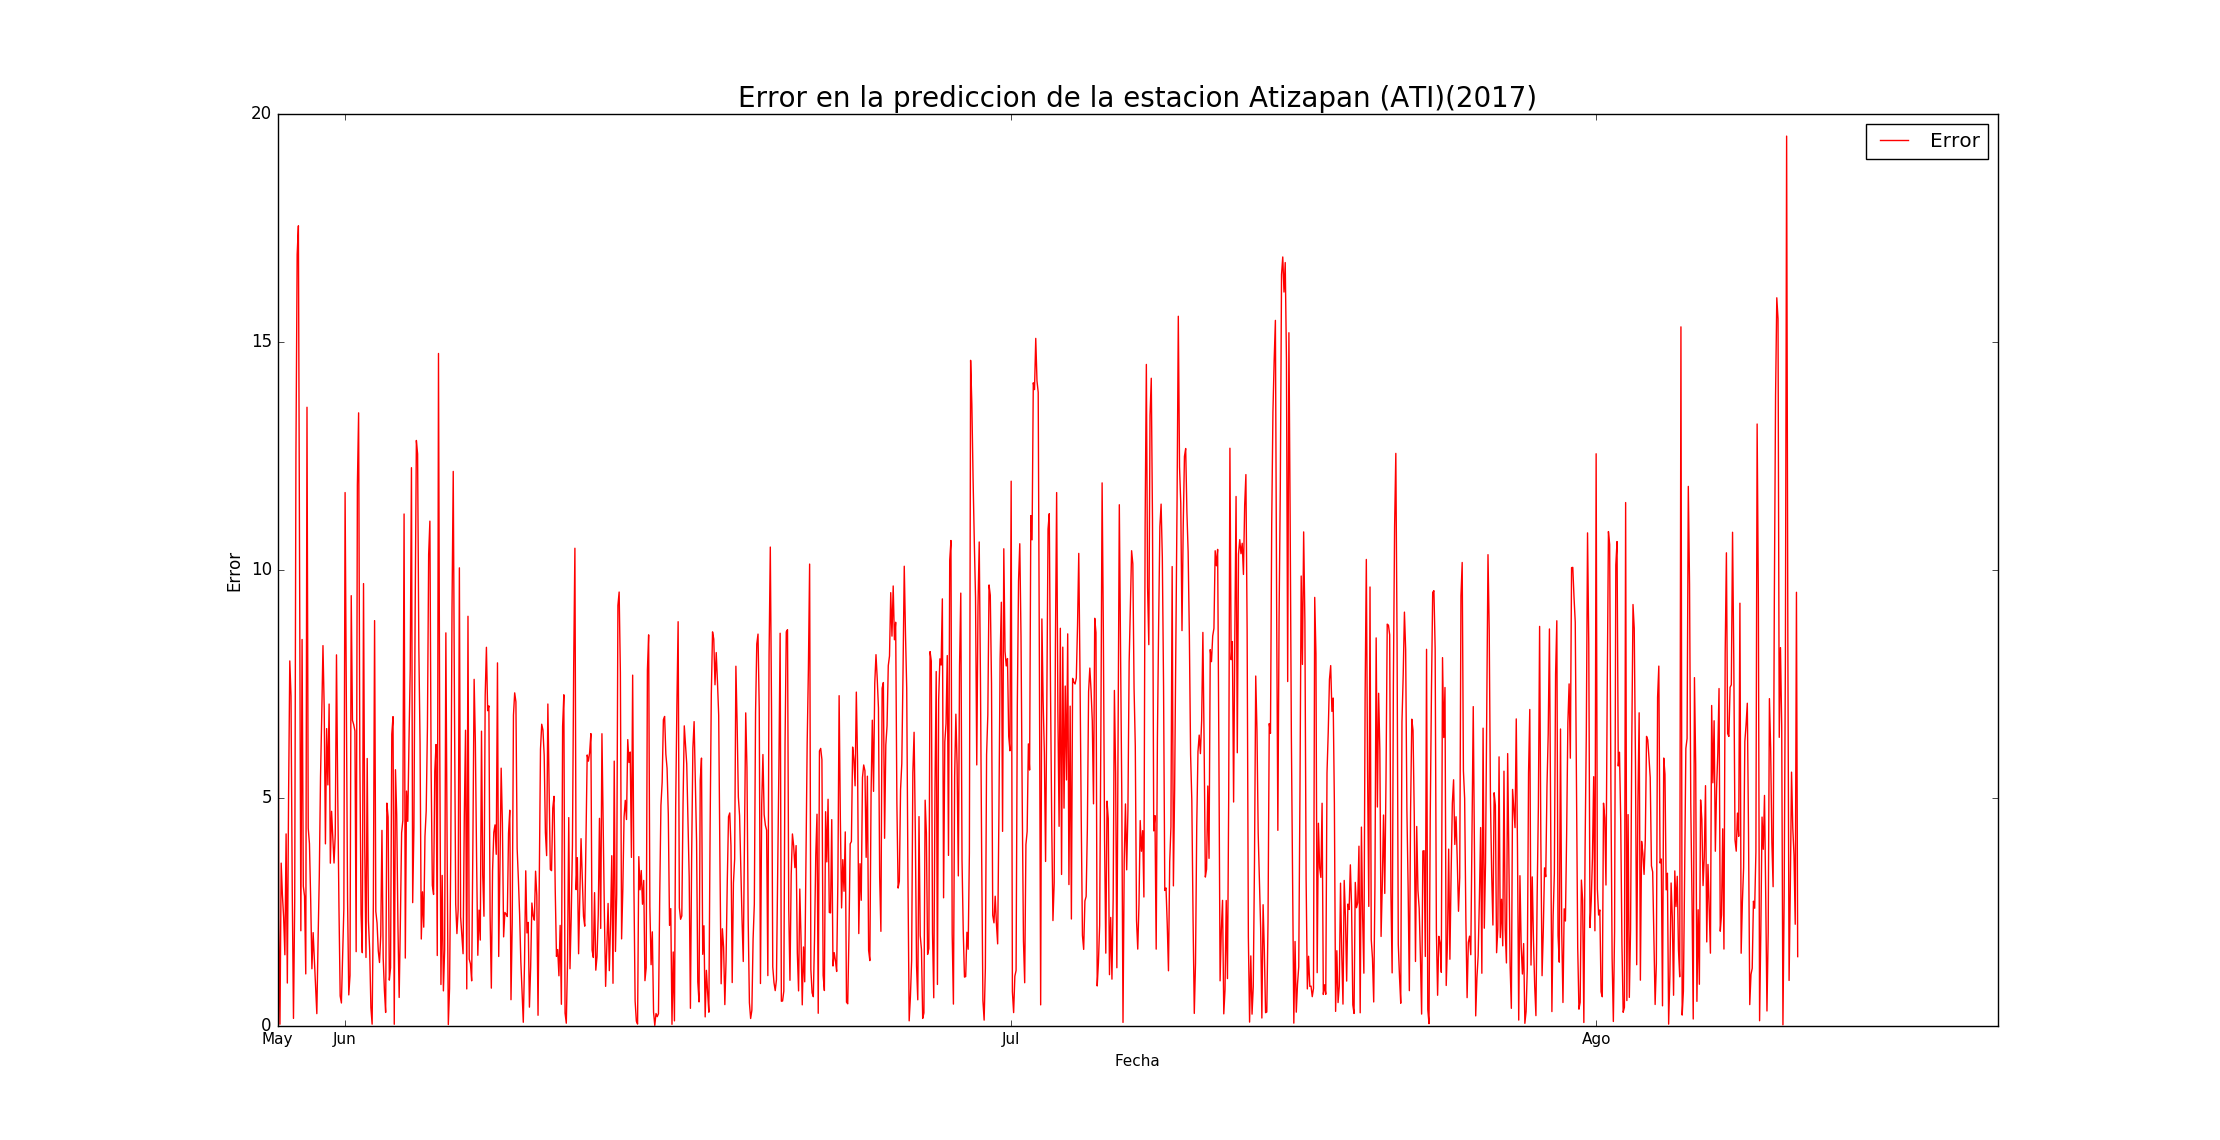 Error en la prediccion de la estacion Atizapan (ATI)(2017)
Error
20
15
10
5
0
Error
May Jun Jul Ago
Fecha